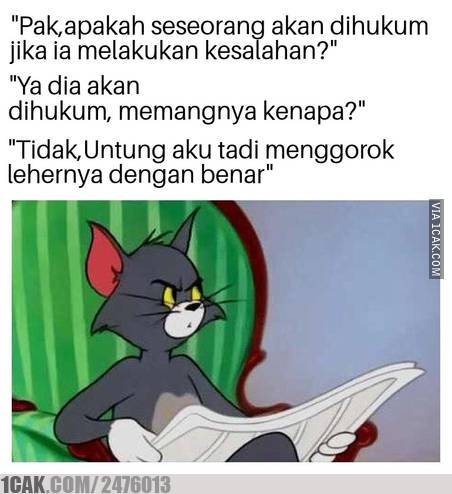 "Pak,apakah seseorang akan dihukum
jika ia melakukan kesalahan?"
"Ya dia akan
dihukum, memangnya kenapa?"
"Tidak,Untung aku tadi menggorok
lehernya dengan benar"
VIA 1CAK.COM
1CAK.COM/2476013